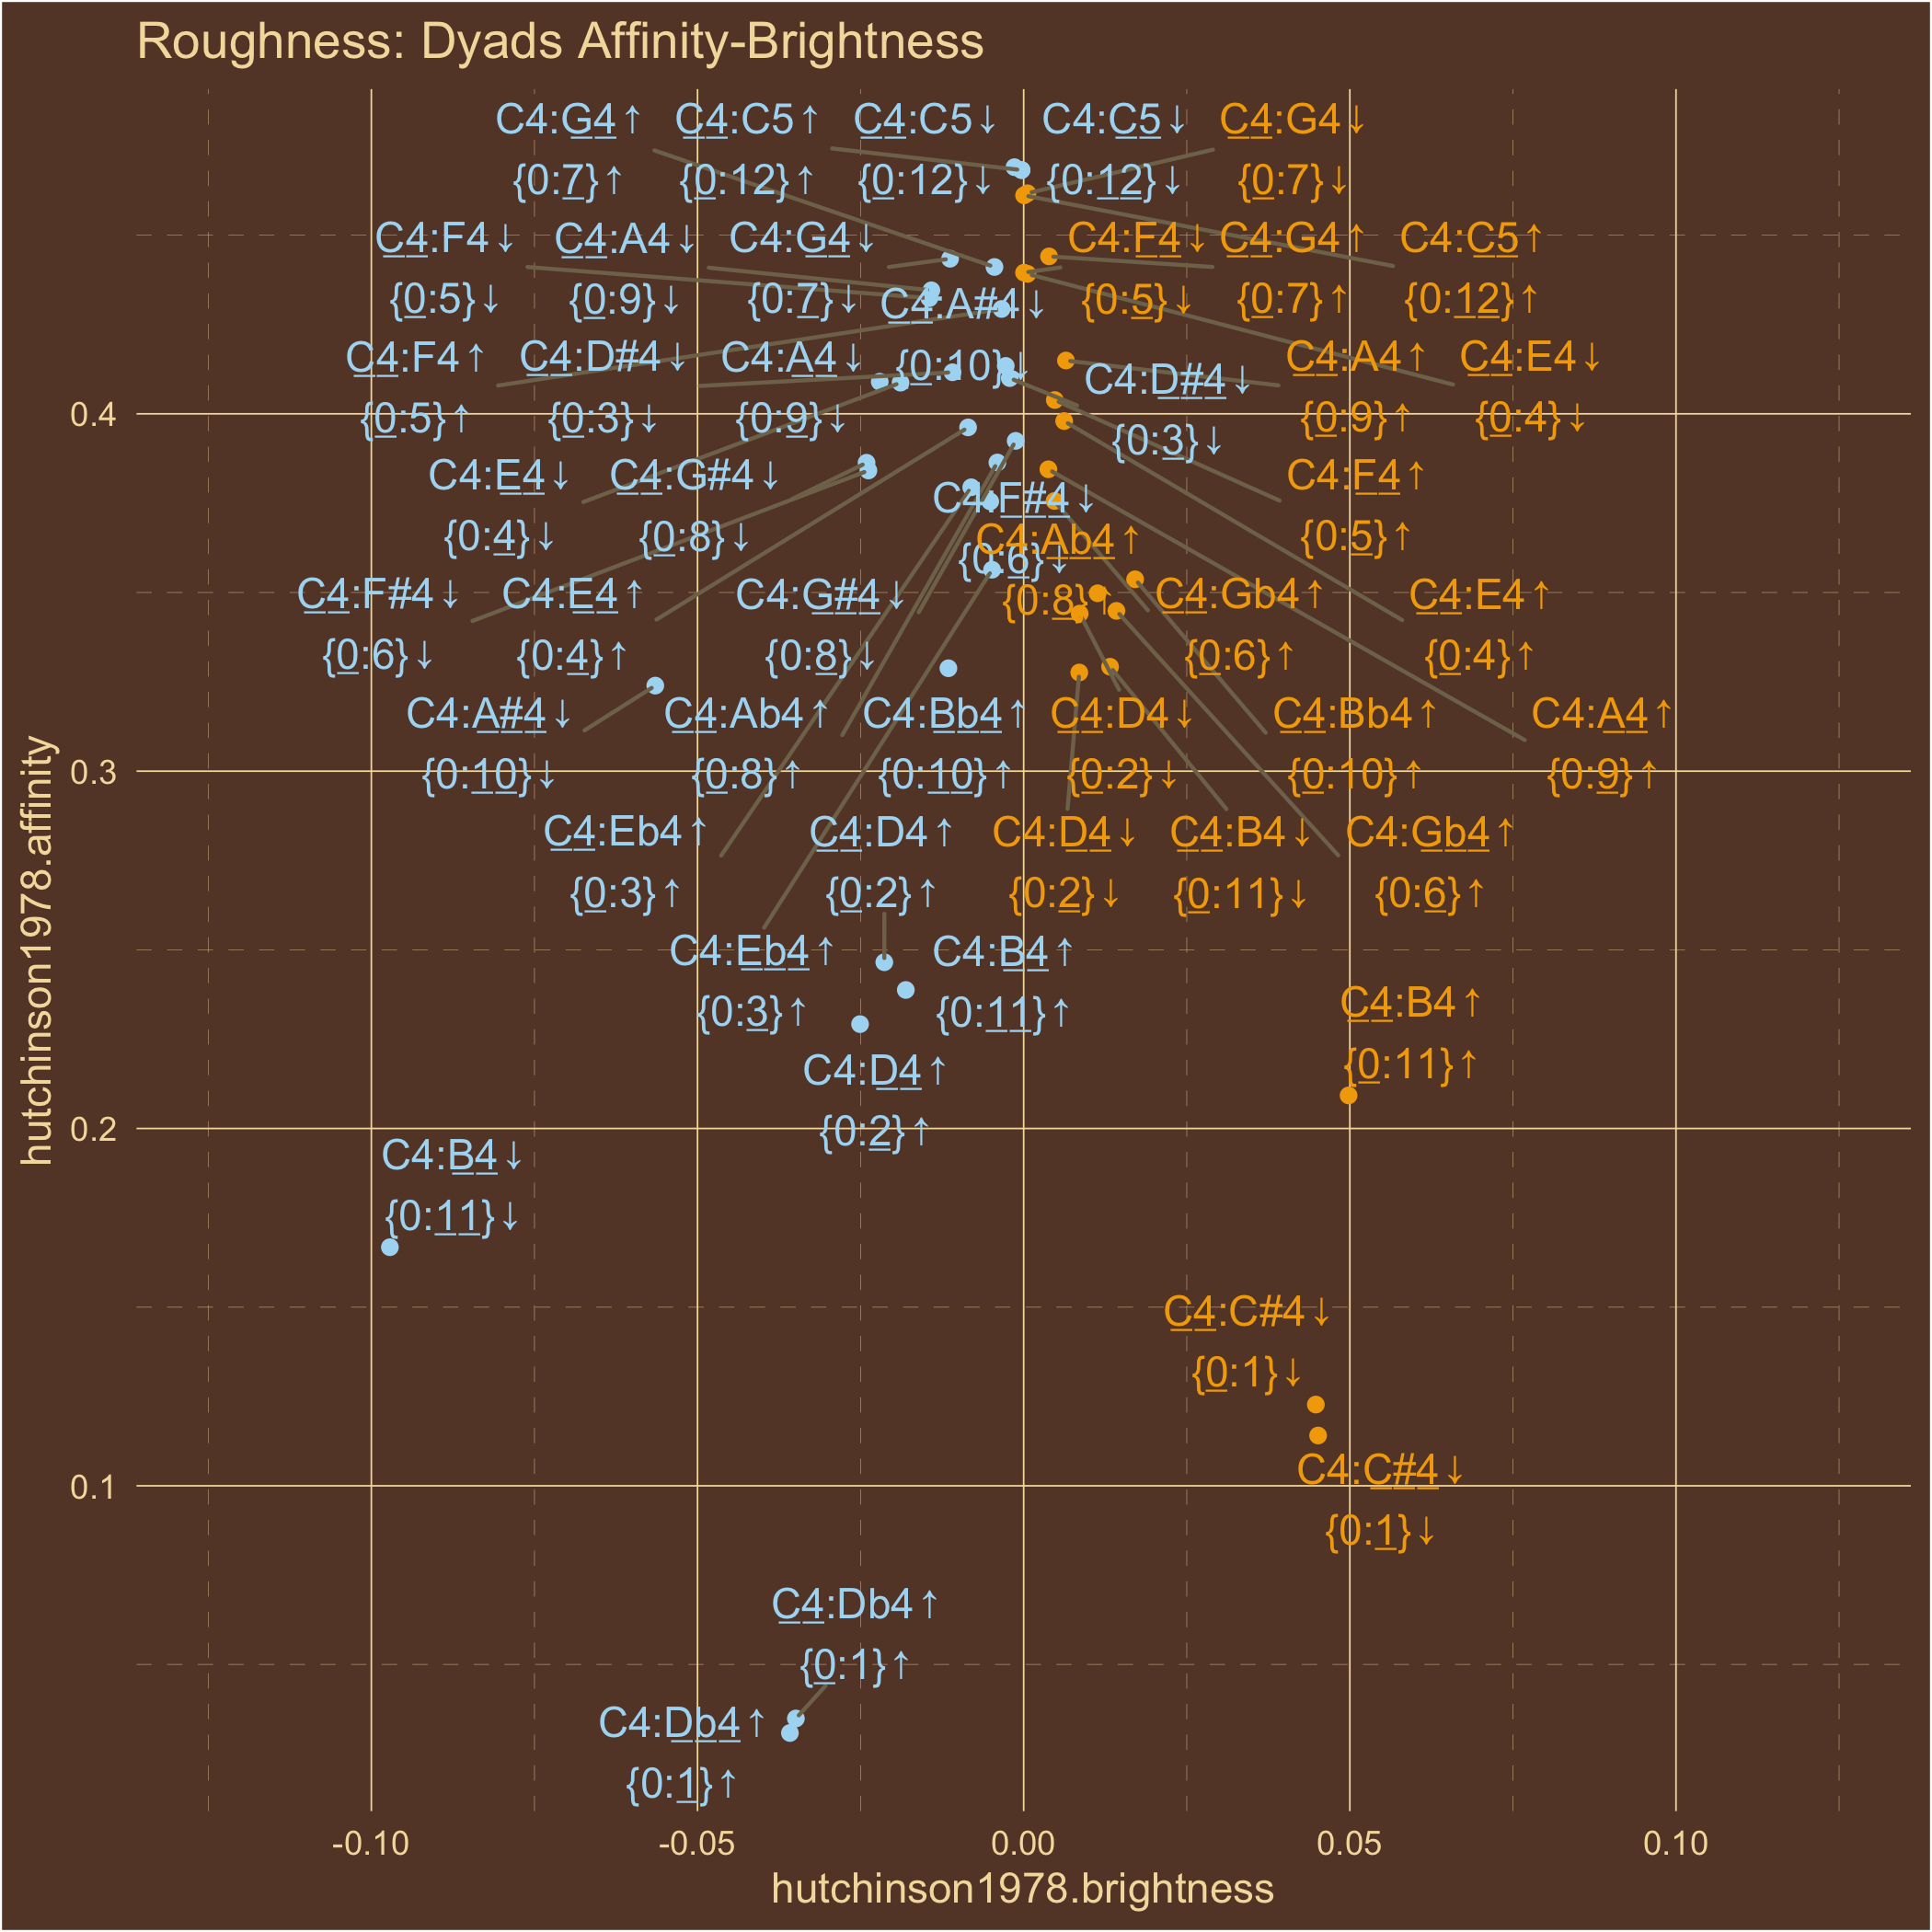 Roughness: Dyads Affinity-Brightness
C4:G4↑ C4:C5↑ C4:C5↓ C4:C5↓ C4:G4↓
{0:7}↑ {0:12}↑ {0:12}↓ {0:12}↓ {0:7}↓
C4:F4↓ C4:A4↓ C4:G4↓ C4:F4↓ C4:G4↑ C4:C5↑
{0:5}↓ {0:9}↓ {0:7}↓ C4:A#4↓ {0:5}↓ {0:7}↑ {0:12}↑
C4:F4↑ C4:D#4↓ C4:A4↓ {0:10}↓ C4:D#4↓ C4:A4↑ C4:E4↓
0.4 {0:5}↑ {0:3}↓ {0:9}↓ {0:3}↓ {0:9}↑ {0:4}↓
C4:E4↓ C4:G#4↓ C4:F#4↓ C4:F4↑
{0:4}↓ {0:8}↓ {0:6}↓ C4:Ab4↑ {0:5}↑
C4:F#4↓ C4:E4↑ C4:G#4↓ {0:8}↑ C4:Gb4↑ C4:E4↑
{0:6}↓ {0:4}↑ {0:8}↓ {0:6}↑ {0:4}↑
C4:A#4↓ C4:Ab4↑ C4:Bb4↑ C4:D4↓ C4:Bb4↑ C4:A4↑
0.3 {0:10}↓ {0:8}↑ {0:10}↑ {0:2}↓ {0:10}↑ {0:9}↑
C4:Eb4↑ C4:D4↑ C4:D4↓ C4:B4↓ C4:Gb4↑
{0:3}↑ {0:2}↑ {0:2}↓ {0:11}↓ {0:6}↑
C4:Eb4↑ C4:B4↑ C4:B4↑
{0:3}↑ {0:11}↑ {0:11}↑
C4:D4↑
0.2 {0:2}↑
C4:B4↓
{0:11}↓
C4:C#4↓
{0:1}↓
0.1 C4:C#4↓
{0:1}↓
C4:Db4↑
{0:1}↑
C4:Db4↑
{0:1}↑
-0.10 -0.05 0.00 0.05 0.10
hutchinson1978.brightness
hutchinson1978.affinity